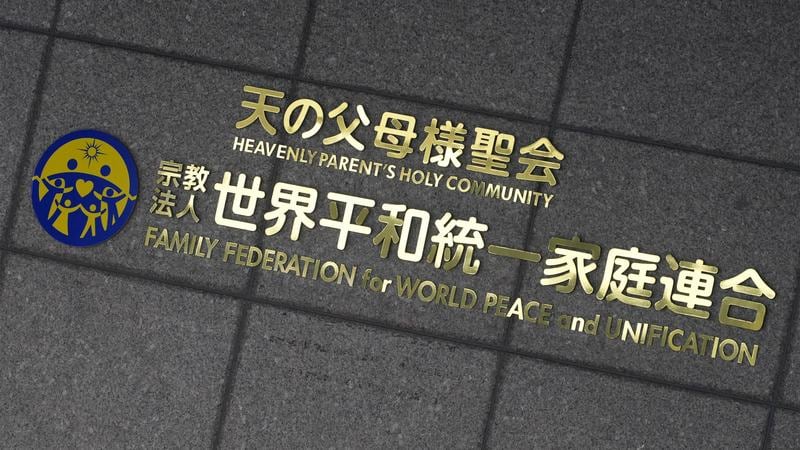 天の父母様聖会
HEAVENLY PARENT'S HOLY COMMUNITY
宗教法人 世界平和統一家庭連合
FAMILY FEDERATION for WORLD PEACE and UNIFICATION